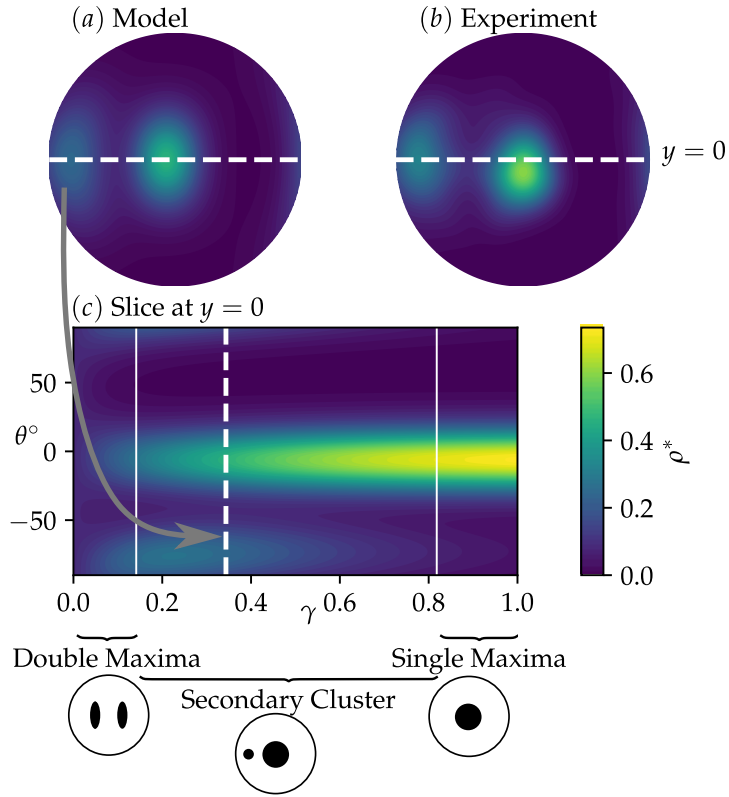 (a) Model
(b) Experiment
y = 0
(c) Slice at y = 0
50
0
−50
θ°
0.0 0.2 0.4 0.6 0.8 1.0
γ
0.6
0.4
0.2
0.0
ρ*
Double Maxima
Single Maxima
Secondary Cluster